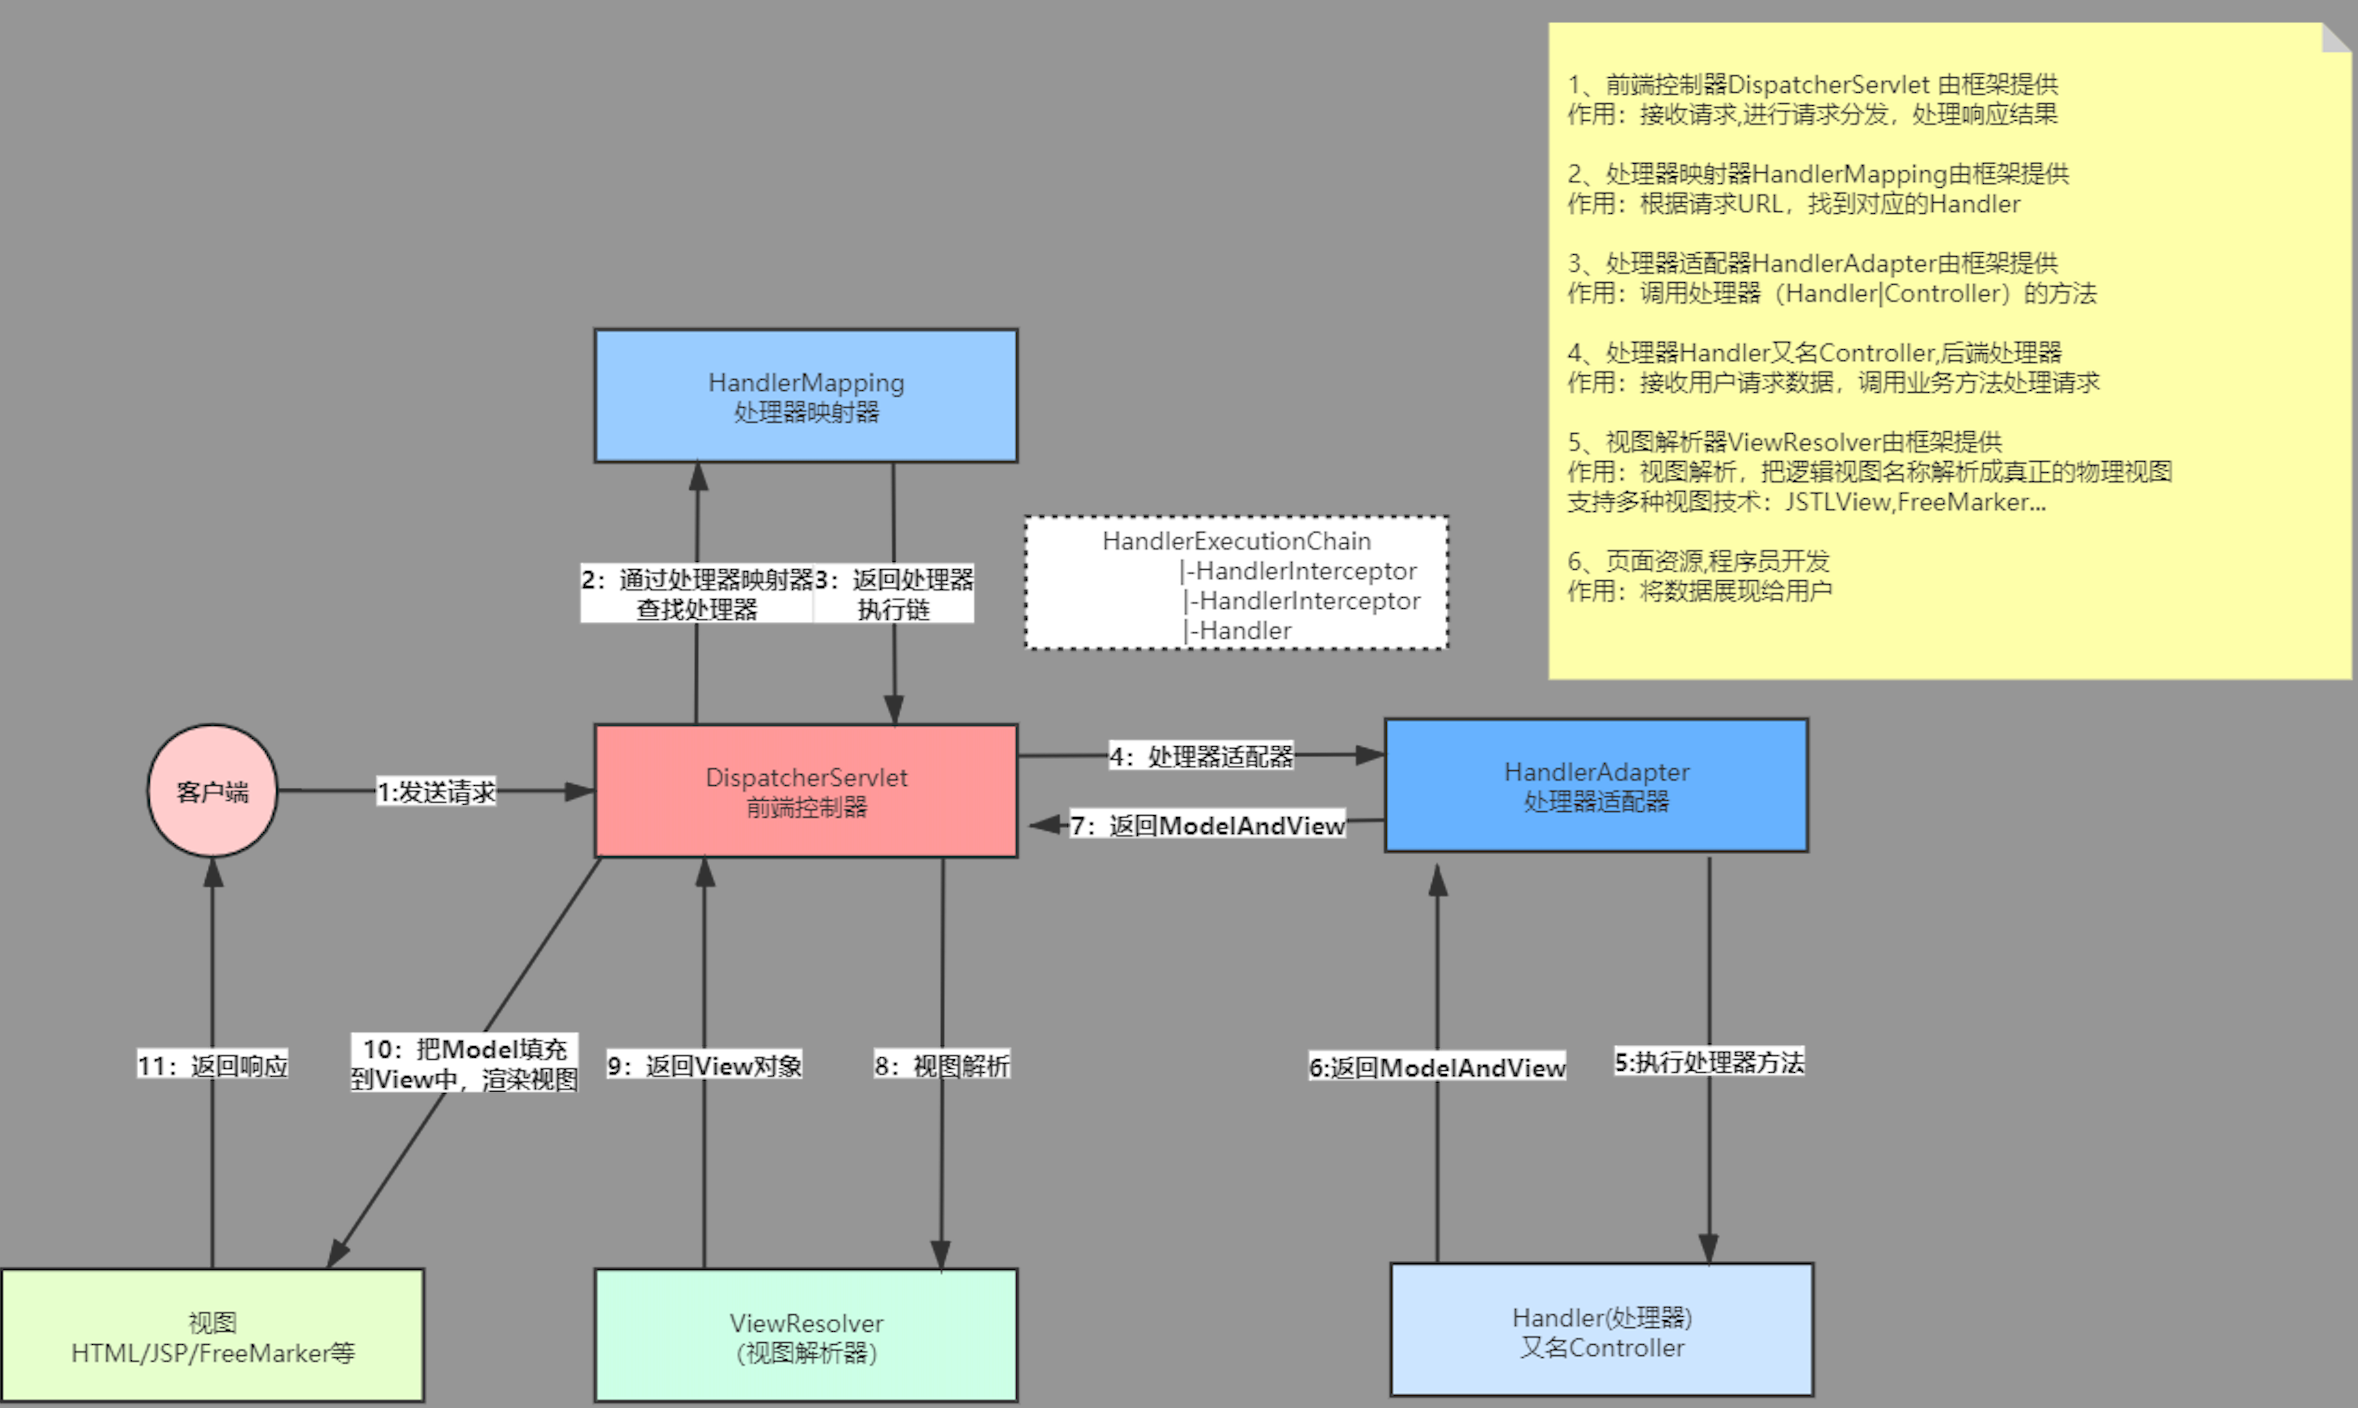 1、前端控制器DispatcherServlet 由框架提供
作用：接收请求,进行请求分发，处理响应结果
2、处理器映射器HandlerMapping由框架提供
作用：根据请求URL，找到对应的Handler
3、处理器适配器HandlerAdapter由框架提供
作用：调用处理器（Handler|Controller）的方法
4、处理器Handler又名Controller,后端处理器
作用：接收用户请求数据，调用业务方法处理请求
5、视图解析器ViewResolver由框架提供
作用：视图解析，把逻辑视图名称解析成真正的物理视图
支持多种视图技术：JSTLView,FreeMarker...
6、页面资源,程序员开发
作用：将数据展现给用户
HandlerMapping
处理器映射器
2：通过处理器映射器
查找处理器
3：返回处理器
执行链
HandlerExecutionChain
|-HandlerInterceptor
|-HandlerInterceptor
|-Handler
客户端
1:发送请求
DispatcherServlet
前端控制器
4：处理器适配器
7：返回ModelAndView
HandlerAdapter
处理器适配器
11：返回响应
10：把Model填充
到View中，渲染视图
9：返回View对象
8：视图解析
6:返回ModelAndView
5:执行处理器方法
视图
HTML/JSP/FreeMarker等
ViewResolver
(视图解析器)
Handler(处理器)
又名Controller